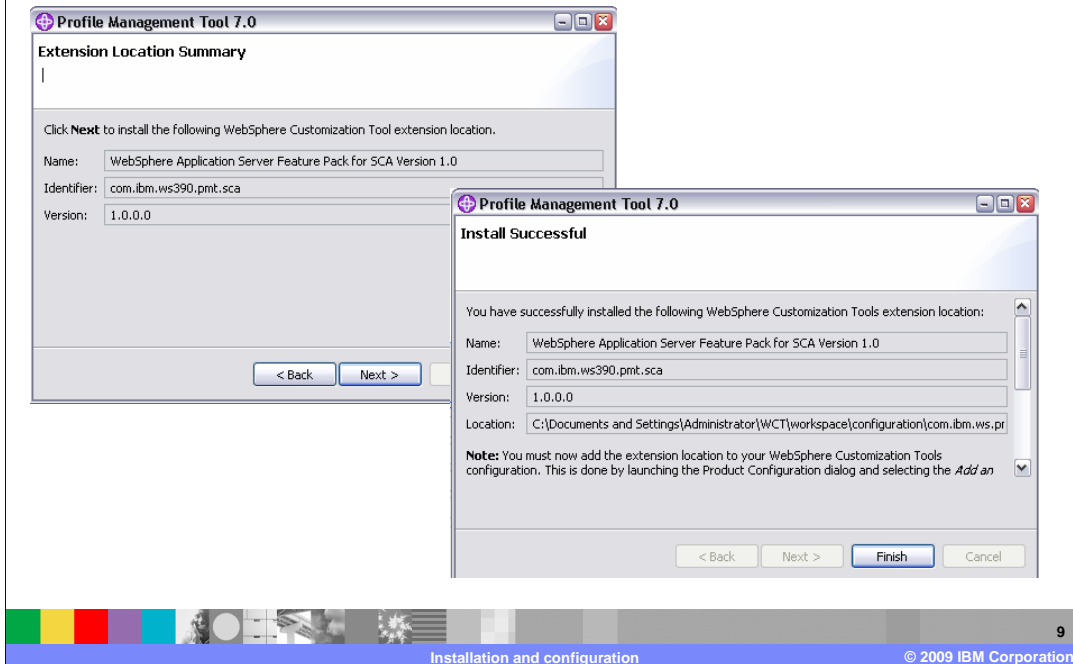 Profile Management Tool 7.0
Extension Location Summary
Click Next to install the following WebSphere Customization Tool extension location.
Name: WebSphere Application Server Feature Pack for SCA Version 1.0
Identifier: com.ibm.ws390.pmt.sca
Version: 1.0.0.0
< Back Next >
Profile Management Tool 7.0
Install Successful
You have successfully installed the following WebSphere Customization Tools extension location:
Name: WebSphere Application Server Feature Pack for SCA Version 1.0
Identifier: com.ibm.ws390.pmt.sca
Version: 1.0.0.0
Location: C:\Documents and Settings\Administrator\WCT\workspace\configuration\com.ibm.ws.pr
Note: You must now add the extension location to your WebSphere Customization Tools
configuration. This is done by launching the Product Configuration dialog and selecting the Add an
< Back Next > Finish Cancel
9
Installation and configuration © 2009 IBM Corporation